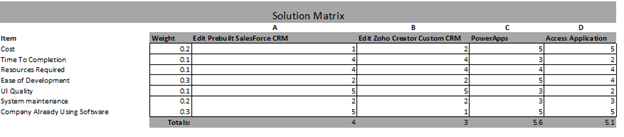 Solution Matrix
A B C D
Item Weight Edit Prebuilt SalesForce CRM Edit Zoho Creator Custom CRM PowerApps Access Application
Cost 0.2 1 2 5 5
Time To Completion 0.1 4 4 3 2
Resources Required 0.1 4 4 4 4
Ease of Development 0.3 2 2 5 4
UI Quality 0.1 5 5 3 2
System maintenance 0.2 2 2 3 3
Company Already Using Software 0.3 5 1 5 5
Totals: 4 3 5.6 5.1